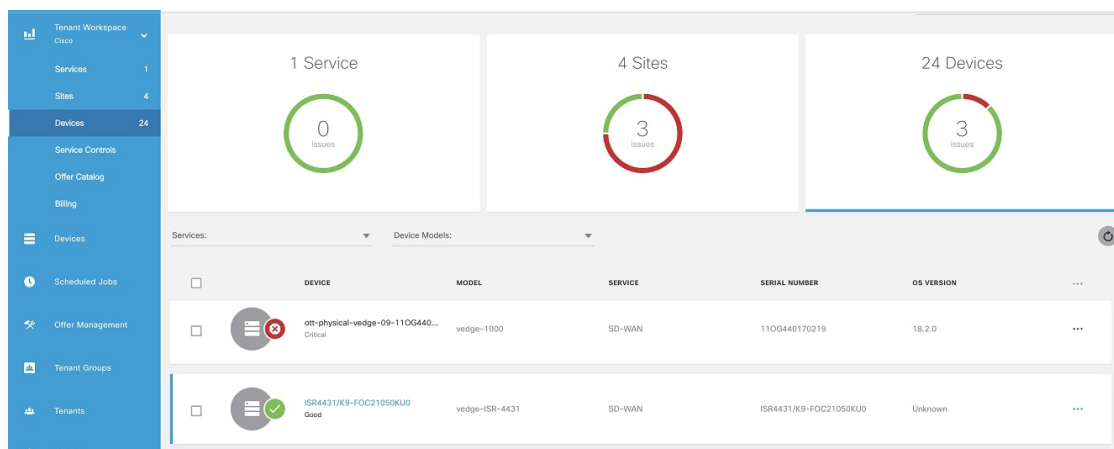 Tenant Workspace
Cisco
Services 1
Sites 4
Devices 24
Service Controls
Offer Catalog
Billing
Devices
Scheduled Jobs
Offer Management
Tenant Groups
Tenants
1 Service
0
issues
4 Sites
3
issues
24 Devices
3
issues
Services:
Device Models:
DEVICE MODEL SERVICE SERIAL NUMBER OS VERSION ...
ott-physical-vedge-09-11OG440... vedge-1000 SD-WAN 11OG440170219 18.2.0 ...
Critical
ISR4431/K9-FOC21050KU0 vedge-ISR-4431 SD-WAN ISR4431/K9-FOC21050KU0 Unknown ...
Good